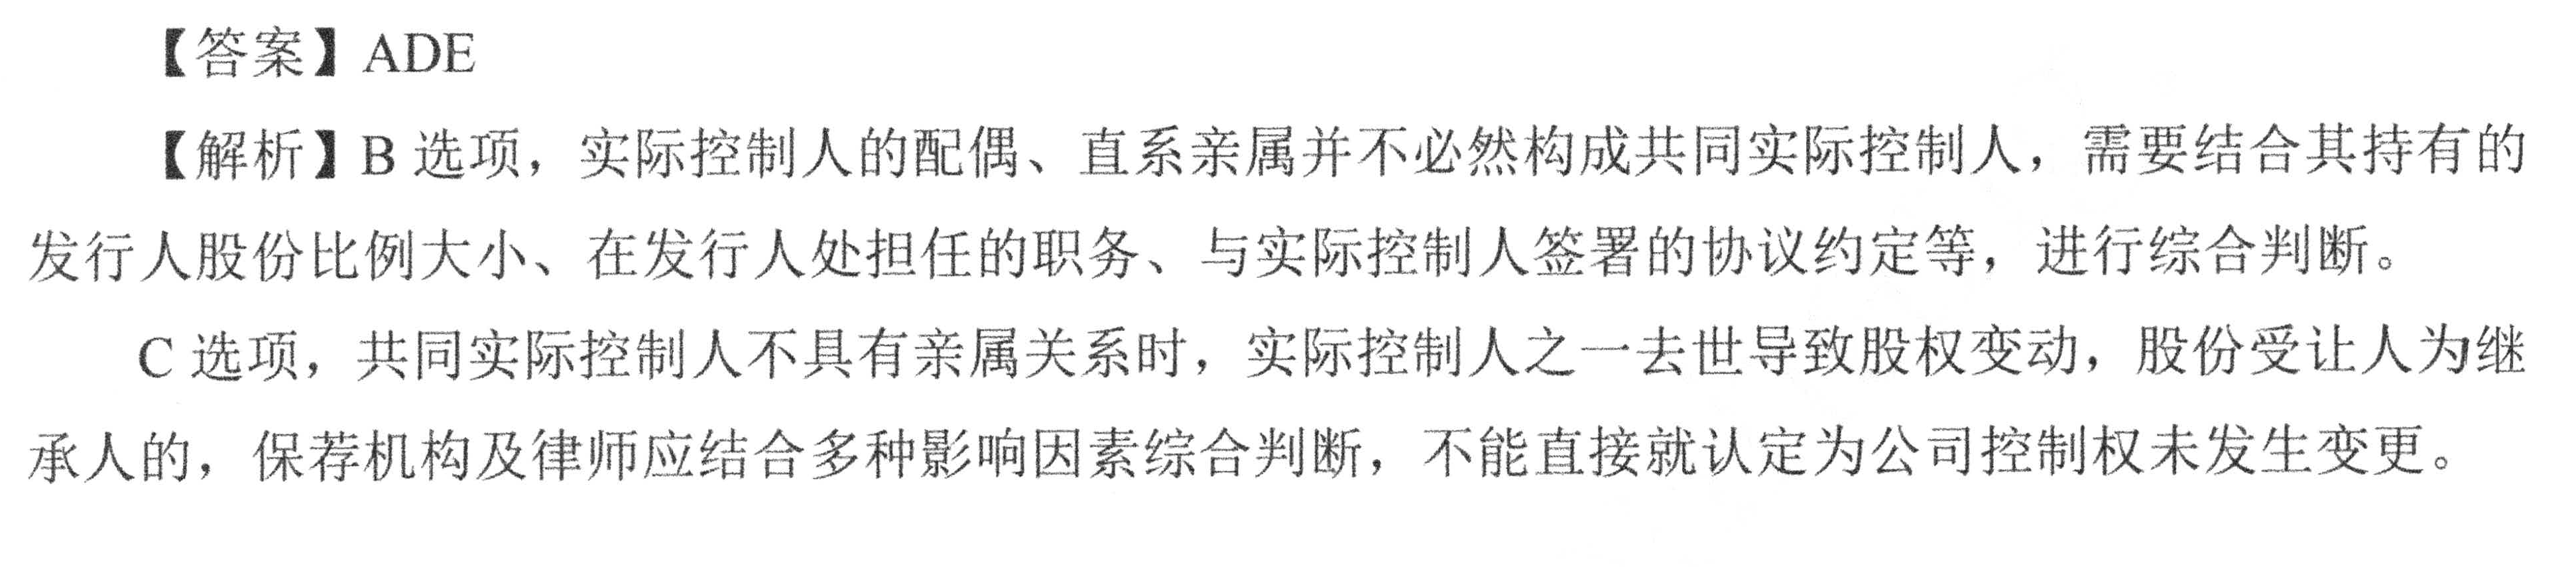 【答案】ADE
【解析】B 选项，实际控制人的配偶、直系亲属并不必然构成共同实际控制人，需要结合其持有的
发行人股份比例大小、在发行人处担任的职务、与实际控制人签署的协议约定等，进行综合判断。
C 选项，共同实际控制人不具有亲属关系时，实际控制人之一去世导致股权变动，股份受让人为继
承人的，保荐机构及律师应结合多种影响因素综合判断，不能直接就认定为公司控制权未发生变更。